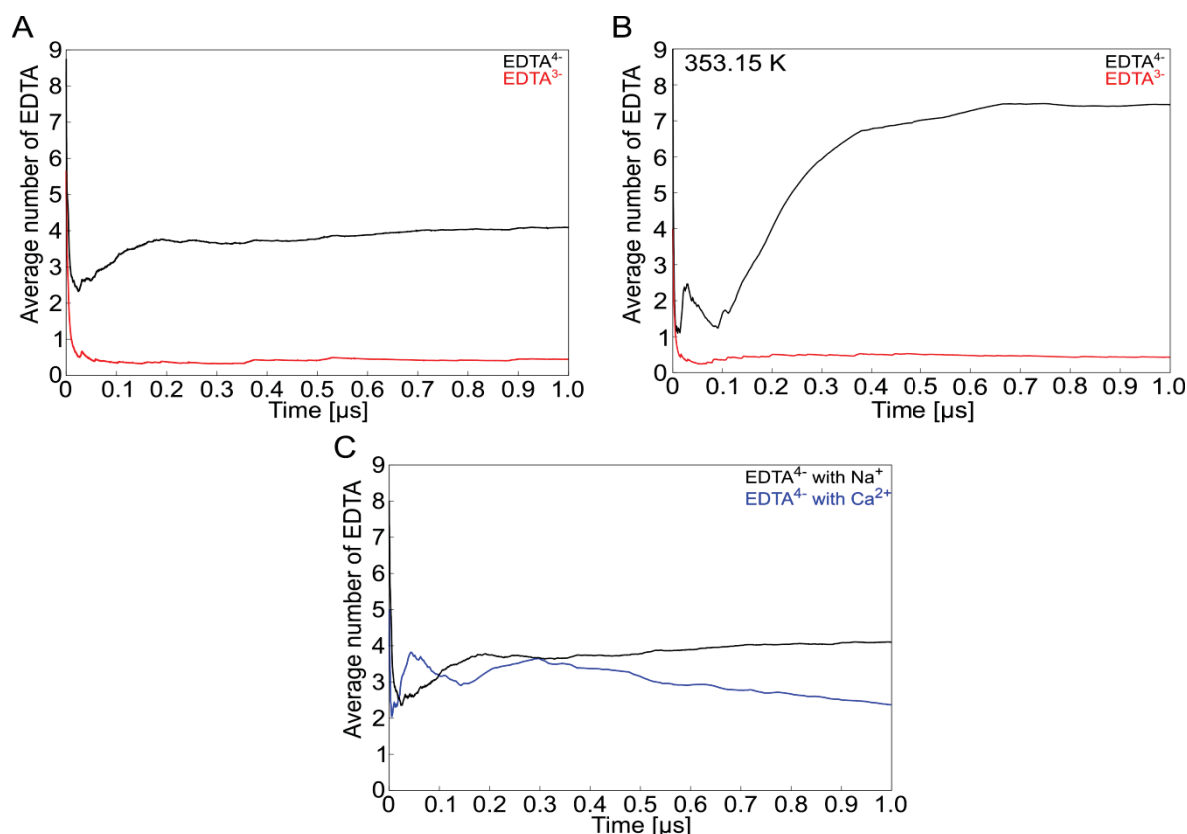 A
Average number of EDTA
9
8
7
6
5
4
3
2
1
0
EDTA⁴⁻
EDTA³⁻
0 0.1 0.2 0.3 0.4 0.5 0.6 0.7 0.8 0.9 1.0
Time [µs]
B
Average number of EDTA
9
8
7
6
5
4
3
2
1
0
353.15 K
EDTA⁴⁻
EDTA³⁻
0 0.1 0.2 0.3 0.4 0.5 0.6 0.7 0.8 0.9 1.0
Time [µs]
C
Average number of EDTA
9
8
7
6
5
4
3
2
1
0
EDTA⁴⁻ with Na⁺
EDTA⁴⁻ with Ca²⁺
0 0.1 0.2 0.3 0.4 0.5 0.6 0.7 0.8 0.9 1.0
Time [µs]